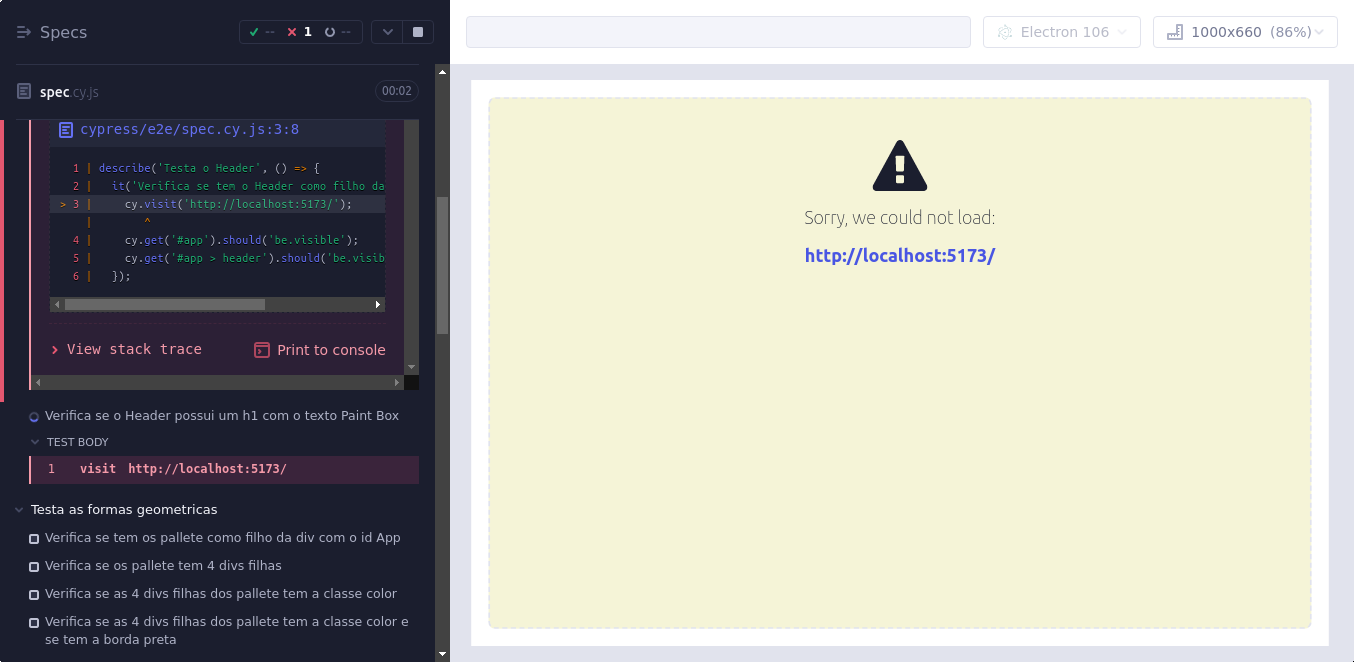 Specs
-- 1 --
Electron 106
1000x660 (86%)
spec.cy.js
00:02
cypress/e2e/spec.cy.js:3:8
1 | describe('Testa o Header', () => {
2 | it('Verifica se tem o Header como filho da
> 3 | cy.visit('http://localhost:5173/');
| ^
4 | cy.get('#app').should('be.visible');
5 | cy.get('#app > header').should('be.visib
6 | });
View stack trace
Print to console
Verifica se o Header possui um h1 com o texto Paint Box
TEST BODY
1 visit http://localhost:5173/
Testa as formas geometricas
Verifica se tem os pallete como filho da div com o id App
Verifica se os pallete tem 4 divs filhas
Verifica se as 4 divs filhas dos pallete tem a classe color
Verifica se as 4 divs filhas dos pallete tem a classe color e
se tem a borda preta
Sorry, we could not load:
http://localhost:5173/